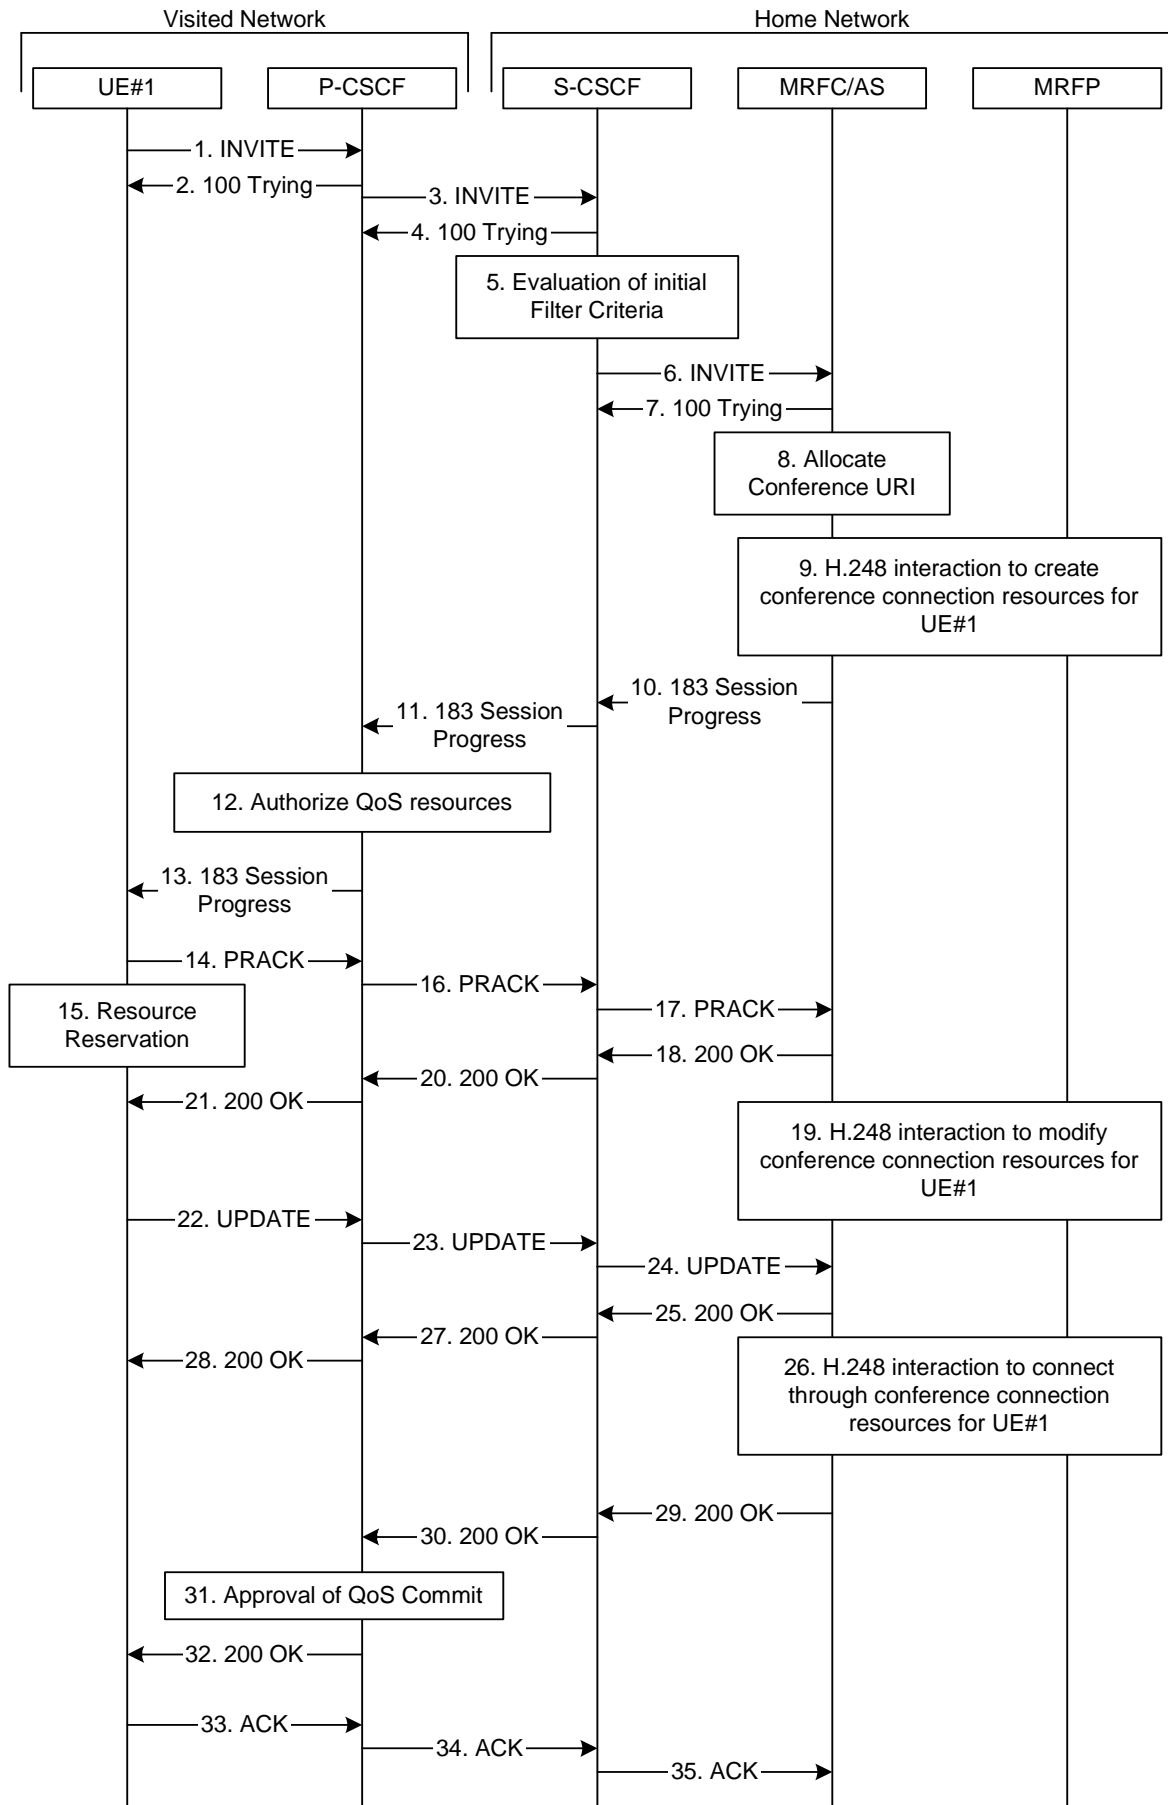 Visited Network
Home Network
UE#1
P-CSCF
S-CSCF
MRFC/AS
MRFP
1. INVITE
2. 100 Trying
3. INVITE
4. 100 Trying
5. Evaluation of initial
Filter Criteria
6. INVITE
7. 100 Trying
8. Allocate
Conference URI
9. H.248 interaction to create
conference connection resources for
UE#1
10. 183 Session
Progress
11. 183 Session
Progress
12. Authorize QoS resources
13. 183 Session
Progress
14. PRACK
15. Resource
Reservation
16. PRACK
17. PRACK
18. 200 OK
20. 200 OK
21. 200 OK
19. H.248 interaction to modify
conference connection resources for
UE#1
22. UPDATE
23. UPDATE
24. UPDATE
25. 200 OK
27. 200 OK
28. 200 OK
26. H.248 interaction to connect
through conference connection
resources for UE#1
29. 200 OK
30. 200 OK
31. Approval of QoS Commit
32. 200 OK
33. ACK
34. ACK
35. ACK